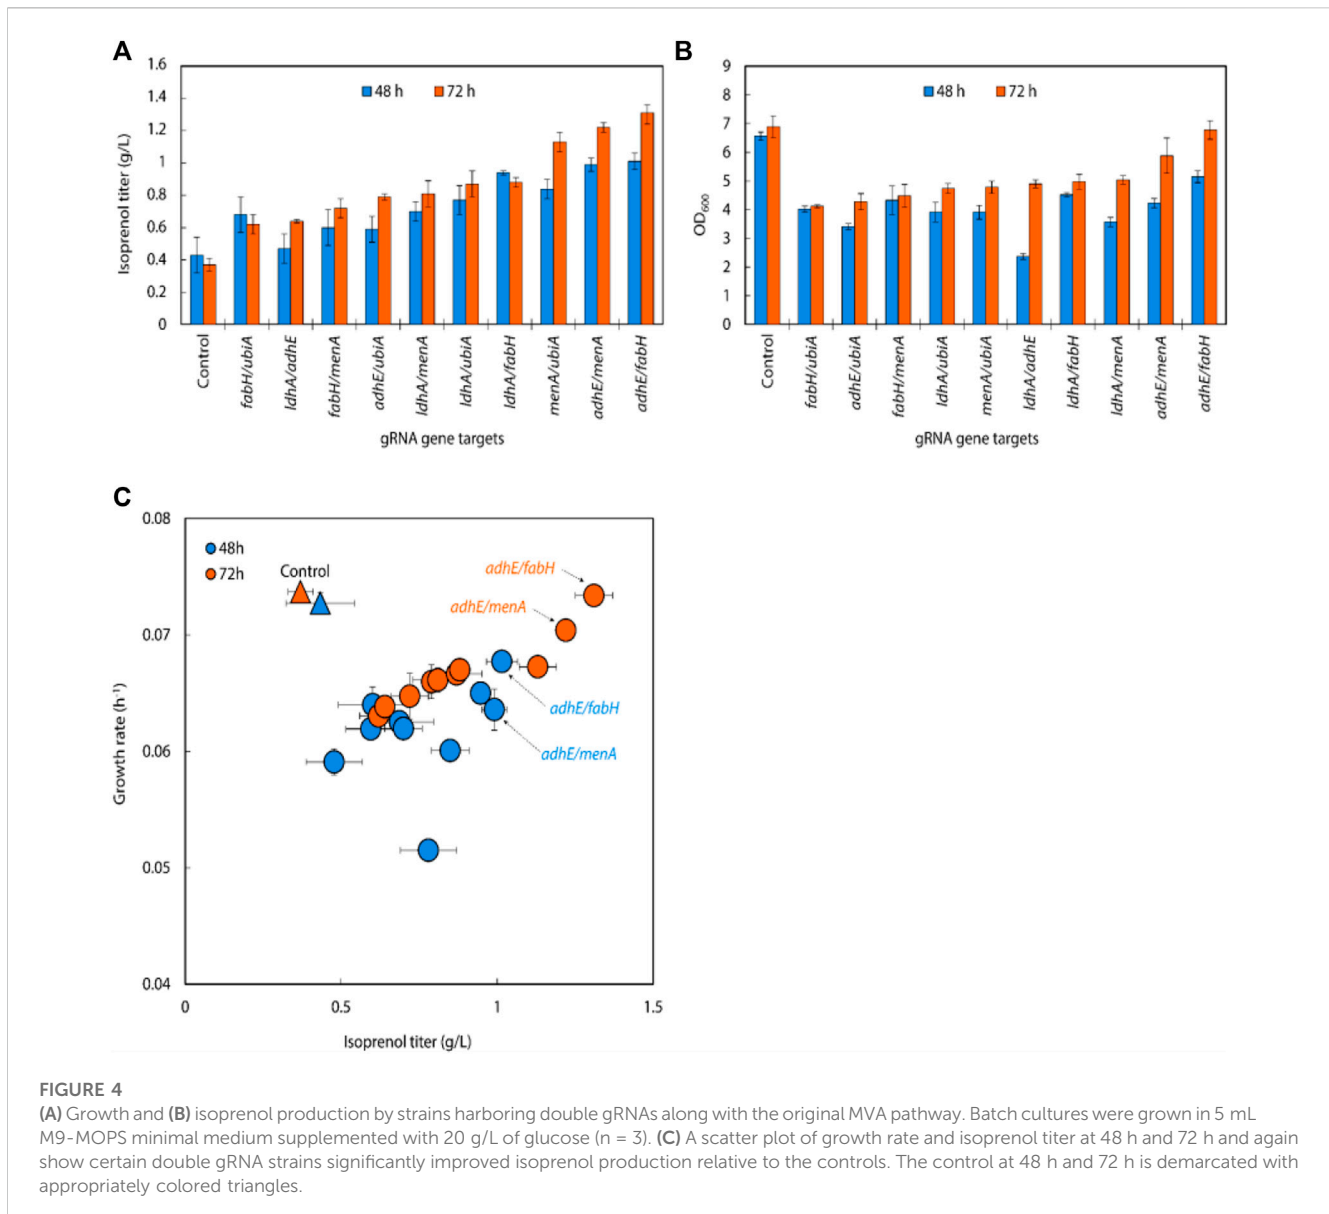 A
1.6
1.4
1.2
1
0.8
0.6
0.4
0.2
0
Isoprenol titer (g/L)
48 h
72 h
Control
fabH/ubiA
ldhA/adhE
fabH/menA
adhE/ubiA
ldhA/menA
ldhA/ubiA
ldhA/fabH
menA/ubiA
adhE/menA
adhE/fabH
gRNA gene targets
B
9
8
7
6
5
4
3
2
1
0
OD600
48 h
72 h
Control
fabH/ubiA
adhE/ubiA
fabH/menA
ldhA/ubiA
menA/ubiA
ldhA/adhE
ldhA/fabH
ldhA/menA
adhE/menA
adhE/fabH
gRNA gene targets
C
0.08
0.07
0.06
0.05
0.04
Growth rate (h-1)
48h
72h
Control
adhE/fabH
adhE/menA
adhE/fabH
adhE/menA
0
0.5
1
1.5
Isoprenol titer (g/L)
FIGURE 4
(A) Growth and (B) isoprenol production by strains harboring double gRNAs along with the original MVA pathway. Batch cultures were grown in 5 mL
M9-MOPS minimal medium supplemented with 20 g/L of glucose (n = 3). (C) A scatter plot of growth rate and isoprenol titer at 48 h and 72 h and again
show certain double gRNA strains significantly improved isoprenol production relative to the controls. The control at 48 h and 72 h is demarcated with
appropriately colored triangles.